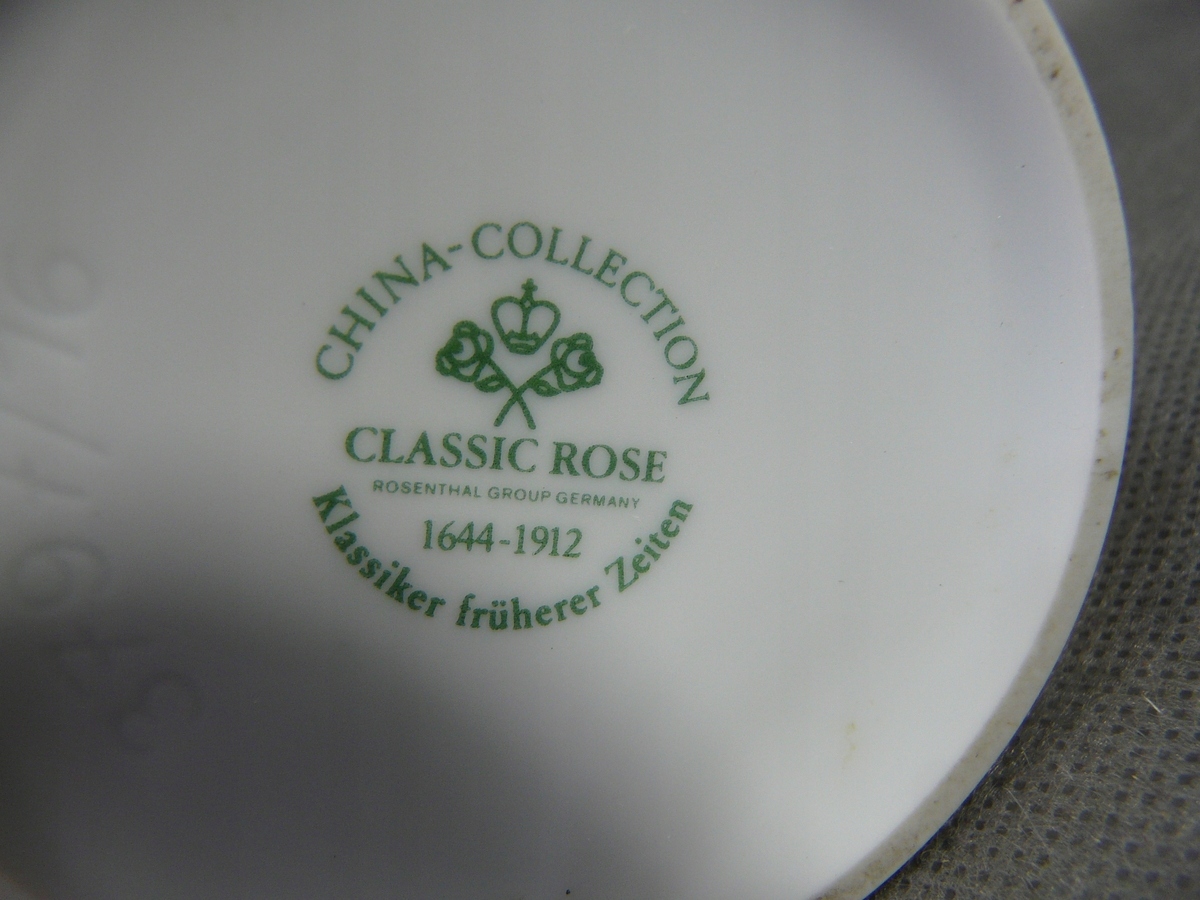 CHINA-COLLECTION
CLASSIC ROSE
ROSENTHAL GROUP GERMANY
1644-1912
Klassiker früherer Zeiten